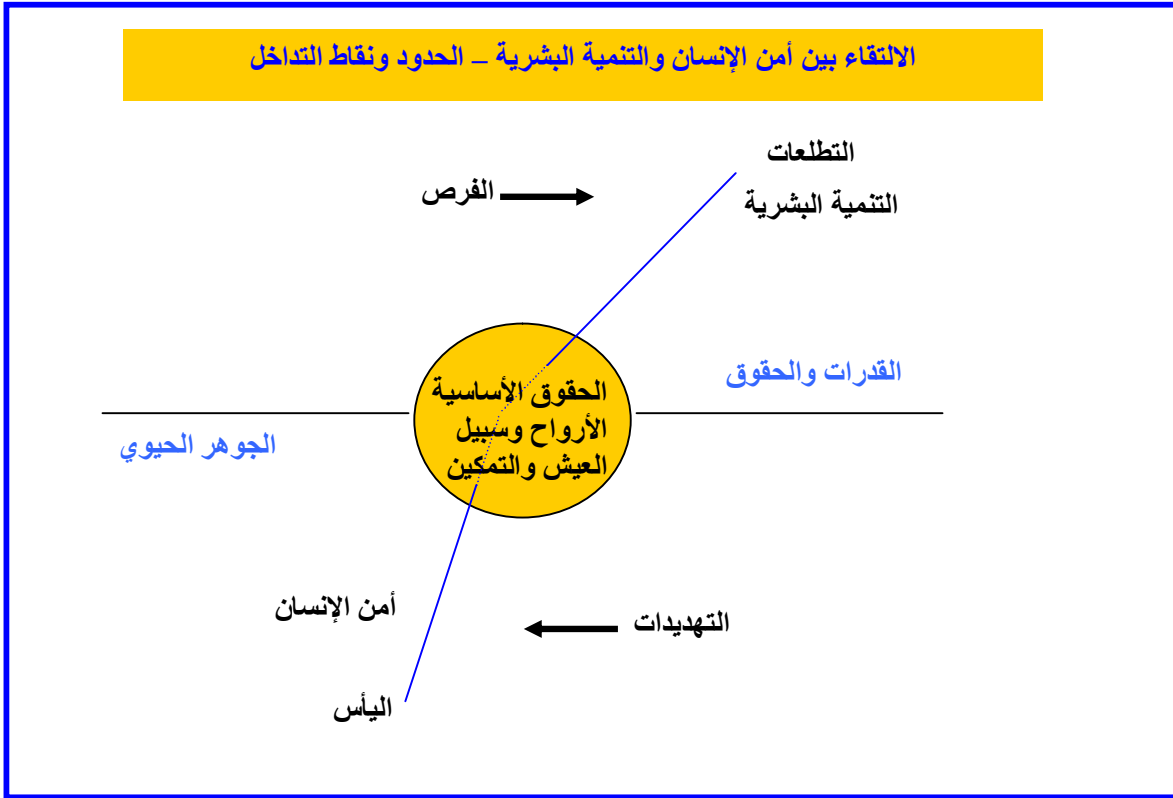 الالتقاء بين أمن الإنسان والتنمية البشرية – الحدود ونقاط التداخل
التطلعات
الفرص
التنمية البشرية
القدرات والحقوق
الحقوق الأساسية
الأرواح وسبيل
العيش والتمكين
الجوهر الحيوي
أمن الإنسان
التهديدات
اليأس